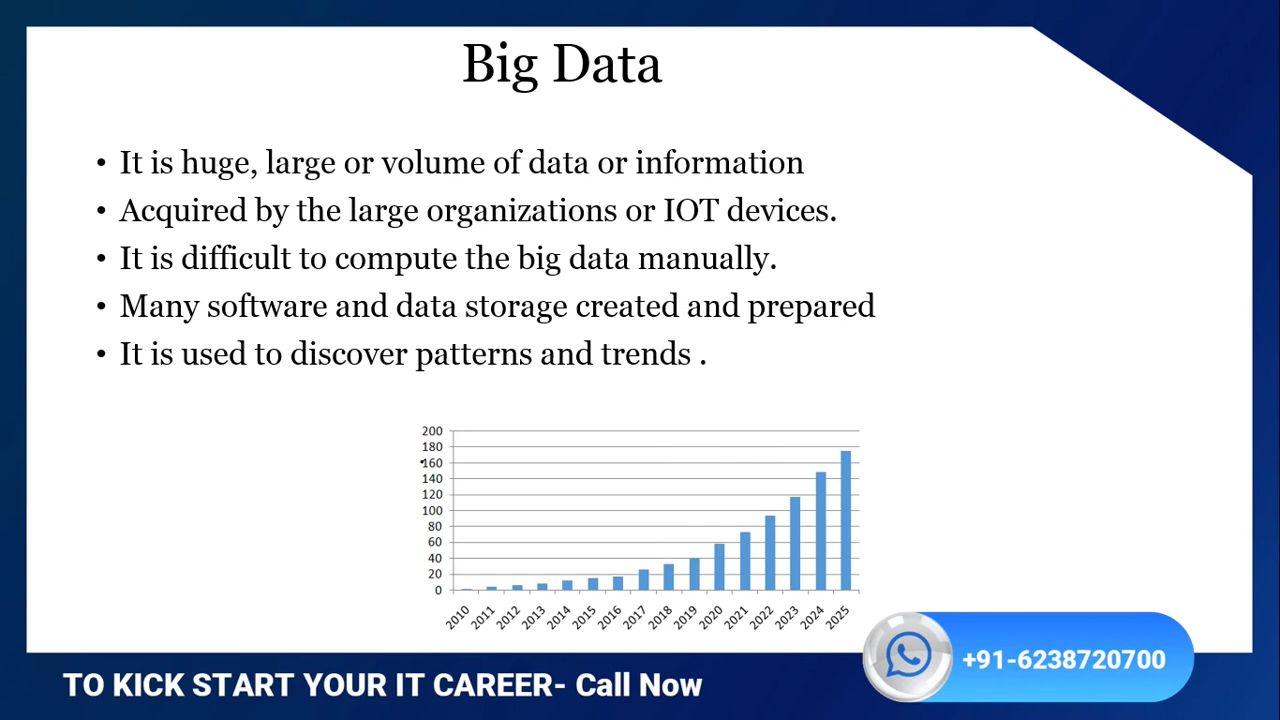 Big Data
• It is huge, large or volume of data or information
• Acquired by the large organizations or IOT devices.
• It is difficult to compute the big data manually.
• Many software and data storage created and prepared
• It is used to discover patterns and trends .
200
180
160
140
120
100
80
60
40
20
0
2010 2011 2012 2013 2014 2015 2016 2017 2018 2019 2020 2021 2022 2023 2024 2025
+91-6238720700
TO KICK START YOUR IT CAREER- Call Now